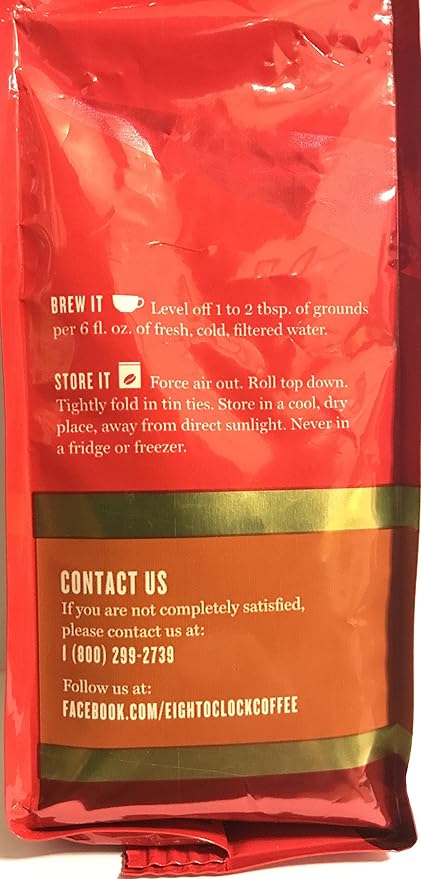 BREW IT Level off 1 to 2 tbsp. of grounds
per 6 fl. oz. of fresh, cold, filtered water.
STORE IT Force air out. Roll top down.
Tightly fold in tin ties. Store in a cool, dry
place, away from direct sunlight. Never in
a fridge or freezer.
CONTACT US
If you are not completely satisfied,
please contact us at:
1 (800) 299-2739
Follow us at:
FACEBOOK.COM/EIGHTOCLOCKCOFFEE